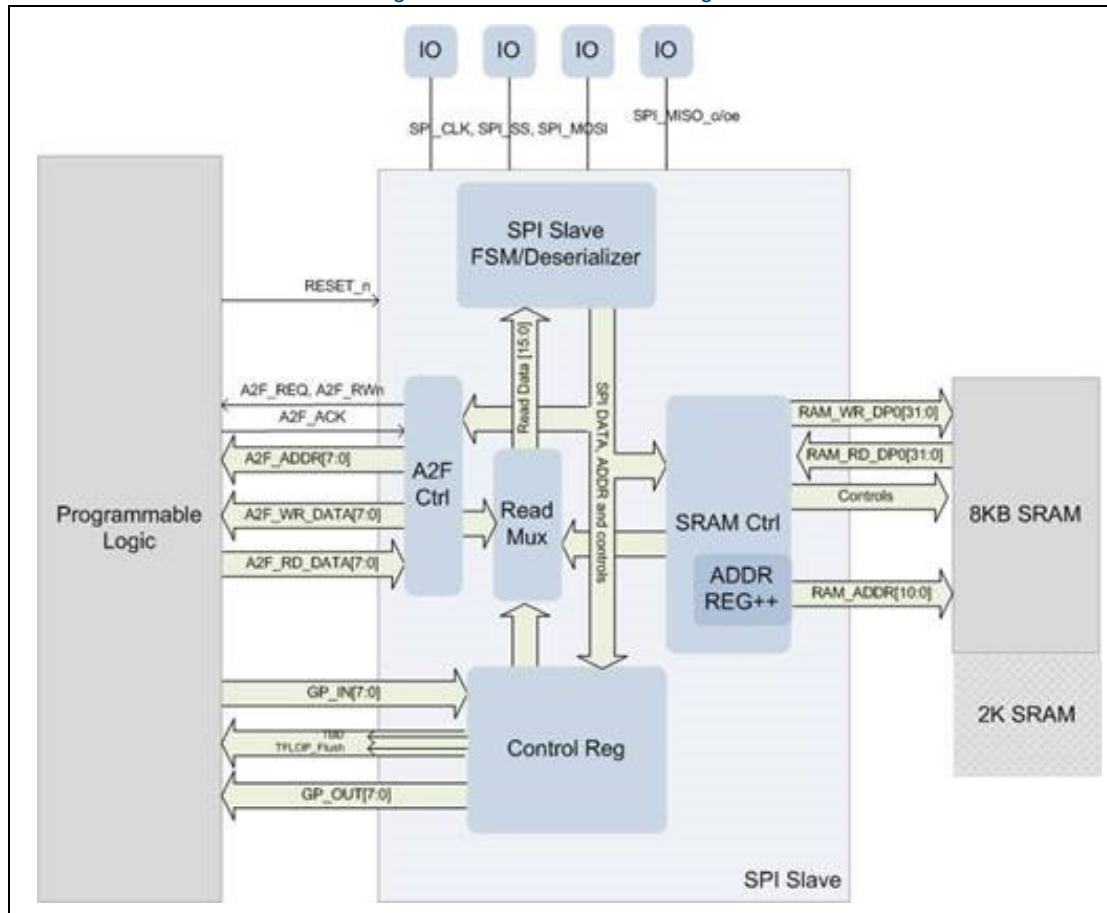 IO
IO
IO
IO
SPI_CLK, SPI_SS, SPI_MOSI
SPI_MISO_o/oe
SPI Slave
FSM/Deserializer
RESET_n
Read Data [15:0]
SPI DATA, ADDR and controls
A2F_REQ, A2F_RWn
A2F_ACK
A2F_ADDR[7:0]
A2F_WR_DATA[7:0]
A2F_RD_DATA[7:0]
A2F
Ctrl
Read
Mux
SRAM Ctrl
ADDR
REG++
RAM_WR_DP0[31:0]
RAM_RD_DP0[31:0]
Controls
RAM_ADDR[10:0]
8KB SRAM
2K SRAM
Programmable
Logic
GP_IN[7:0]
TBD
TFLOP_Flush
GP_OUT[7:0]
Control Reg
SPI Slave